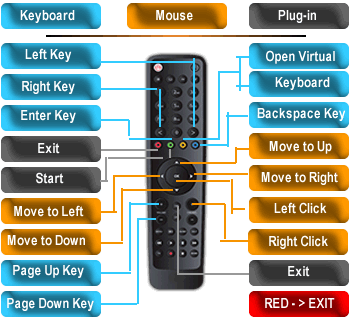 Keyboard
Mouse
Plug-in
Left Key
Right Key
Enter Key
Exit
Start
Move to Left
Move to Down
Page Up Key
Page Down Key
Open Virtual
Keyboard
Backspace Key
Move to Up
Move to Right
Left Click
Right Click
Exit
RED - > EXIT